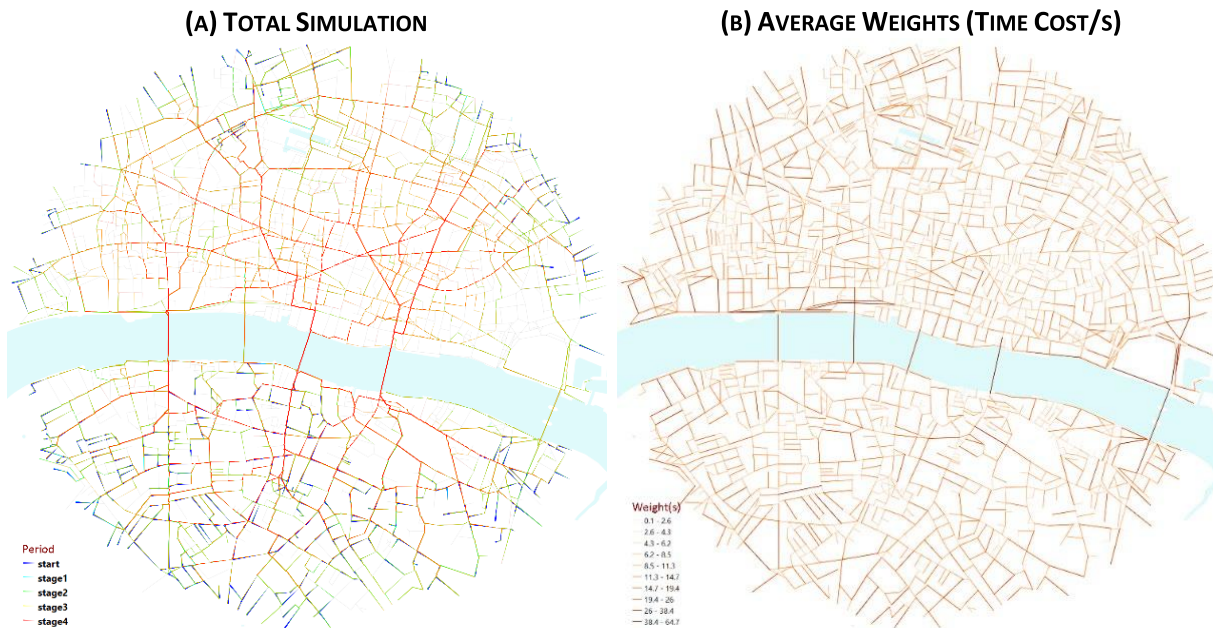 (A) TOTAL SIMULATION
(B) AVERAGE WEIGHTS (TIME COST/S)
Period
start
stage1
stage2
stage3
stage4
Weight(s)
0.1 - 2.6
2.6 - 4.3
4.3 - 6.2
6.2 - 8.5
8.5 - 11.3
11.3 - 14.7
14.7 - 19.4
19.4 - 26
26 - 38.4
38.4 - 64.7